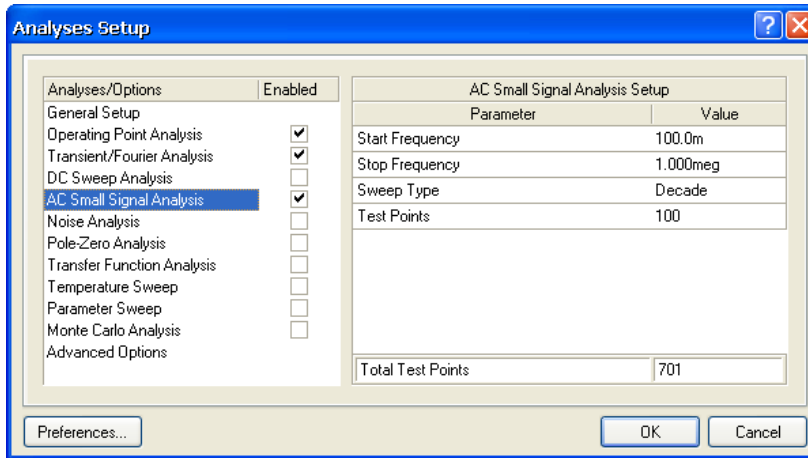 Analyses Setup
Analyses/Options Enabled
General Setup
Operating Point Analysis
Transient/Fourier Analysis
DC Sweep Analysis
AC Small Signal Analysis
Noise Analysis
Pole-Zero Analysis
Transfer Function Analysis
Temperature Sweep
Parameter Sweep
Monte Carlo Analysis
Advanced Options
AC Small Signal Analysis Setup
Parameter Value
Start Frequency 100.0m
Stop Frequency 1.000meg
Sweep Type Decade
Test Points 100
Total Test Points 701
Preferences... OK Cancel